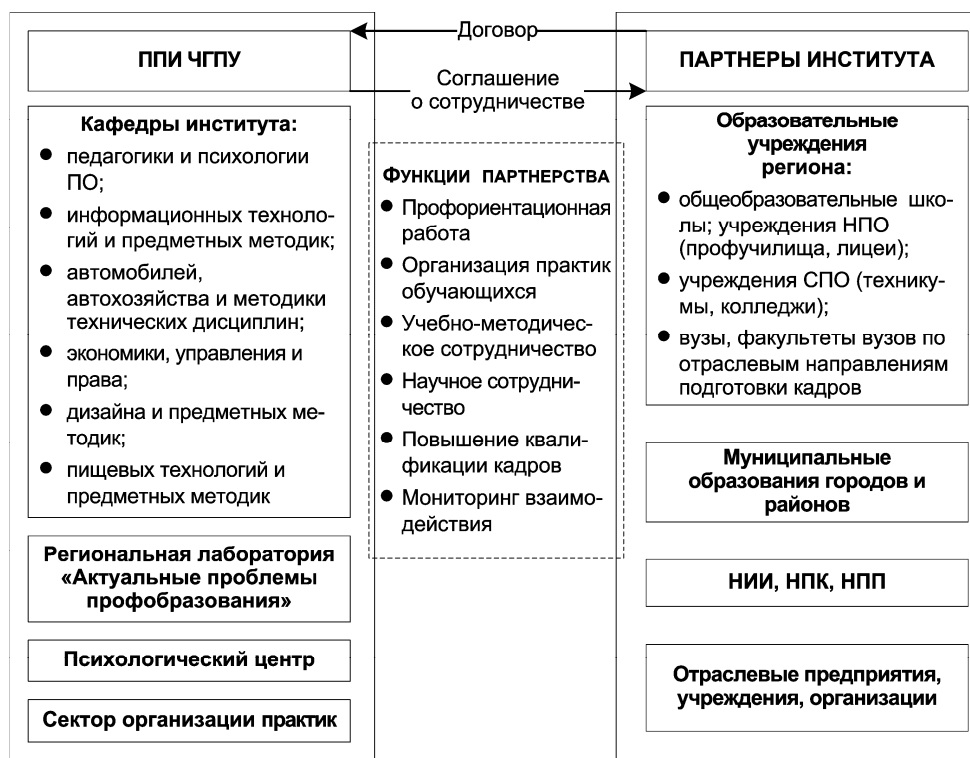 Договор
ППИ ЧГПУ
Соглашение
о сотрудничестве
ПАРТНЕРЫ ИНСТИТУТА
Кафедры института:
● педагогики и психологии
ПО;
● информационных техноло-
гий и предметных методик;
● автомобилей,
автохозяйства и методики
технических дисциплин;
● экономики, управления и
права;
● дизайна и предметных ме-
тодик;
● пищевых технологий и
предметных методик
Региональная лаборатория
«Актуальные проблемы
профобразования»
Психологический центр
Сектор организации практик
ФУНКЦИИ ПАРТНЕРСТВА
● Профориентационная
работа
● Организация практик
обучающихся
● Учебно-методичес-
кое сотрудничество
● Научное сотрудни-
чество
● Повышение квали-
фикации кадров
● Мониторинг взаимо-
действия
Образовательные
учреждения
региона:
● общеобразовательные шко-
лы; учреждения НПО
(профучилища, лицеи);
● учреждения СПО (технику-
мы, колледжи);
● вузы, факультеты вузов по
отраслевым направлениям
подготовки кадров
Муниципальные
образования городов и
районов
НИИ, НПК, НПП
Отраслевые предприятия,
учреждения, организации